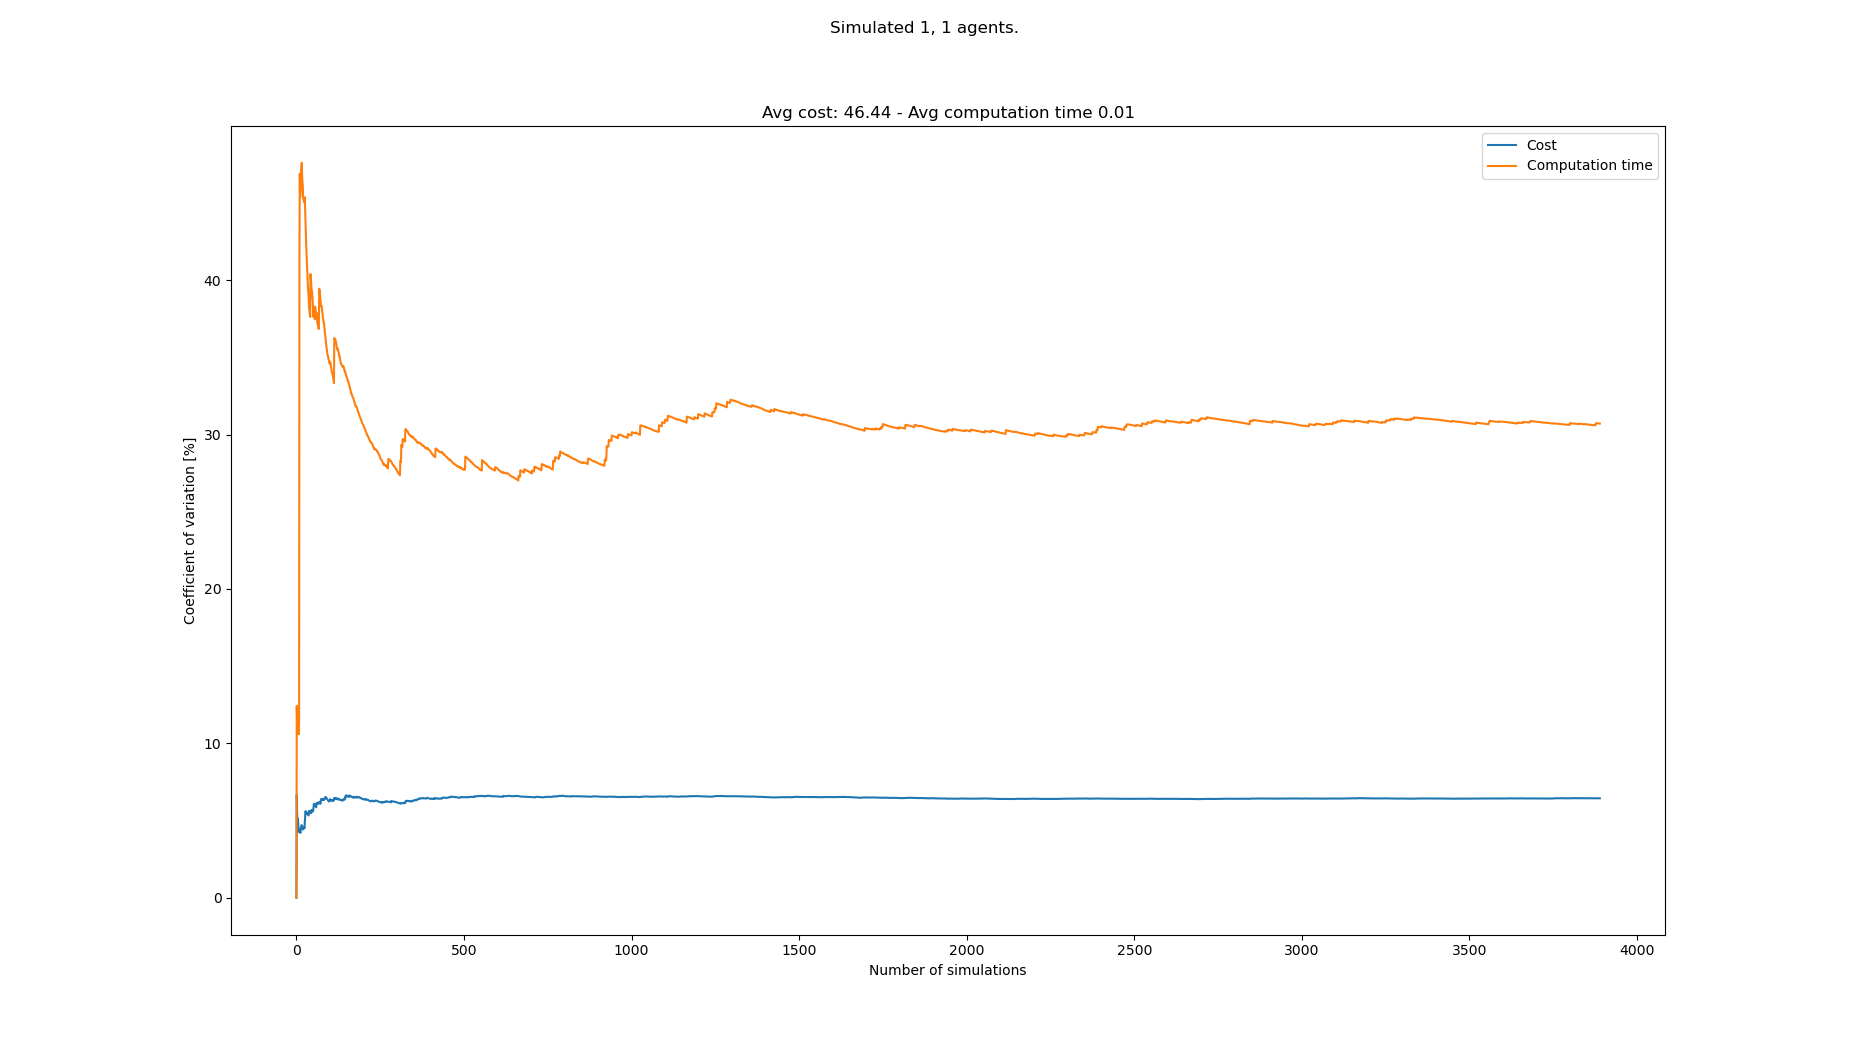 Simulated 1, 1 agents.
Avg cost: 46.44 - Avg computation time 0.01
Cost
Computation time
Coefficient of variation [%]
40
30
20
10
0
0 500 1000 1500 2000 2500 3000 3500 4000
Number of simulations